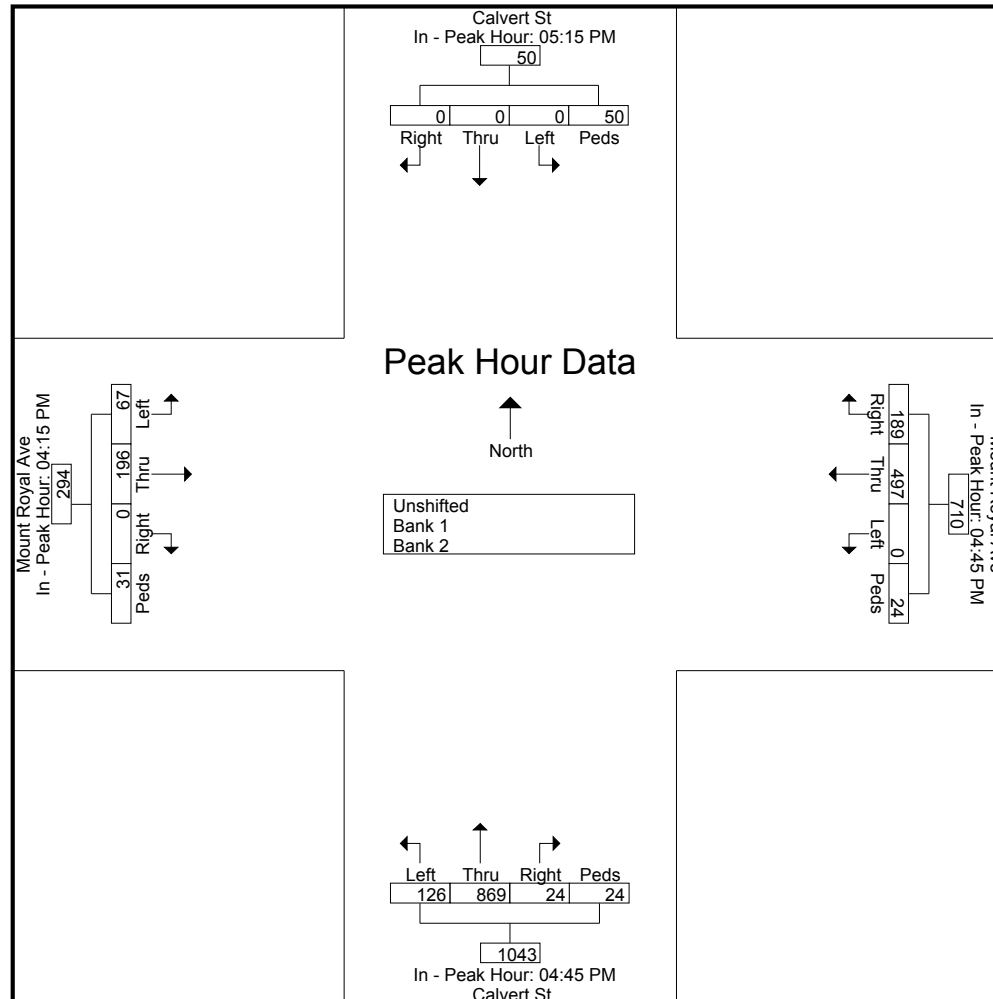 Calvert St
In - Peak Hour: 05:15 PM
50
0 0 0 50
Right Thru Left Peds
Peak Hour Data
North
Unshifted
Bank 1
Bank 2
Mount Royal Ave
In - Peak Hour: 04:15 PM
294
67 196 0 31
Left Thru Right Peds
Mount Royal Ave
In - Peak Hour: 04:45 PM
710
189 497 0 24
Right Thru Left Peds
Left Thru Right Peds
126 869 24 24
1043
In - Peak Hour: 04:45 PM
Calvert St